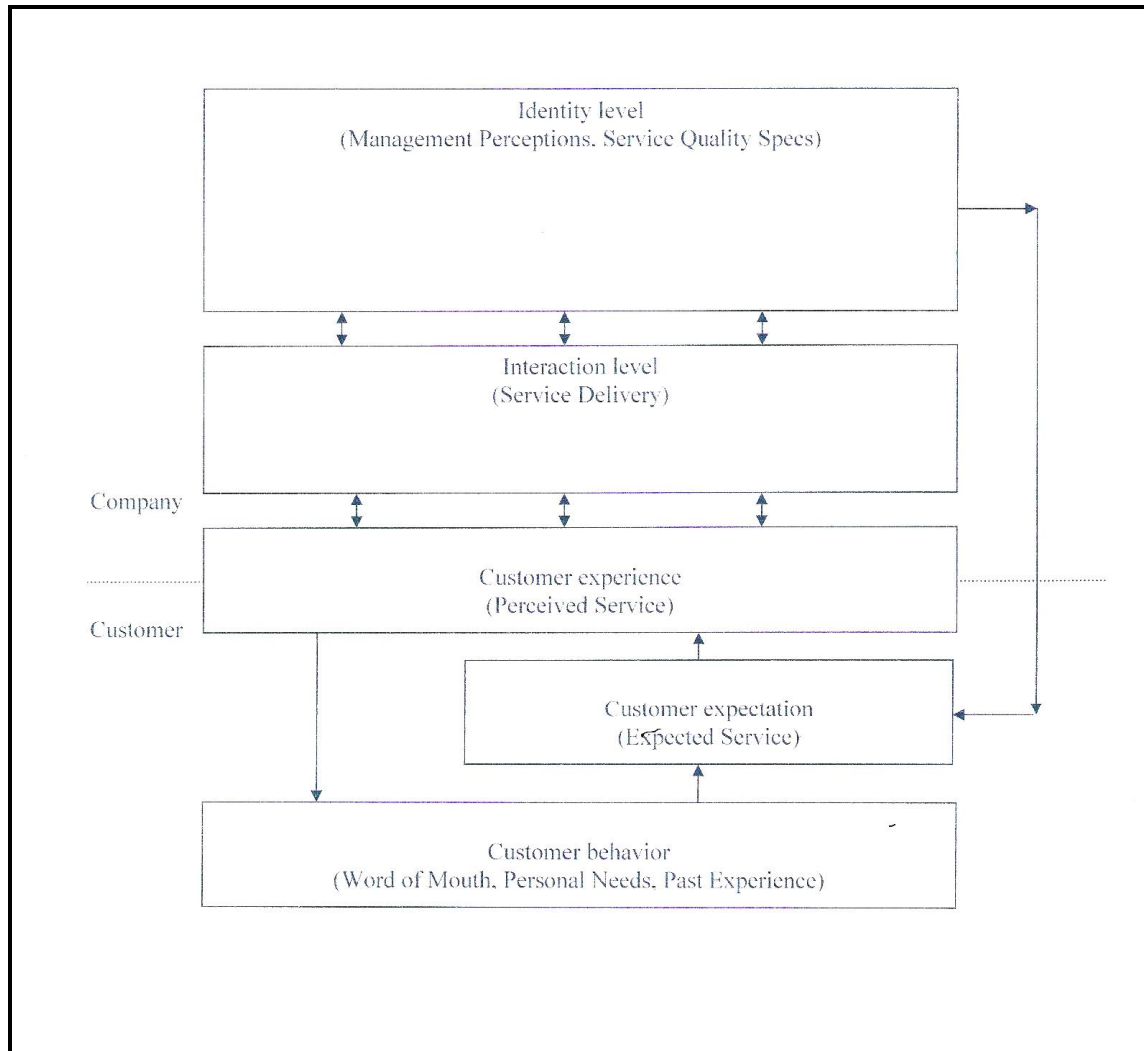 Identity level
(Management Perceptions, Service Quality Specs)
Interaction level
(Service Delivery)
Company
Customer experience
(Perceived Service)
Customer
Customer expectation
(Expected Service)
Customer behavior
(Word of Mouth, Personal Needs, Past Experience)